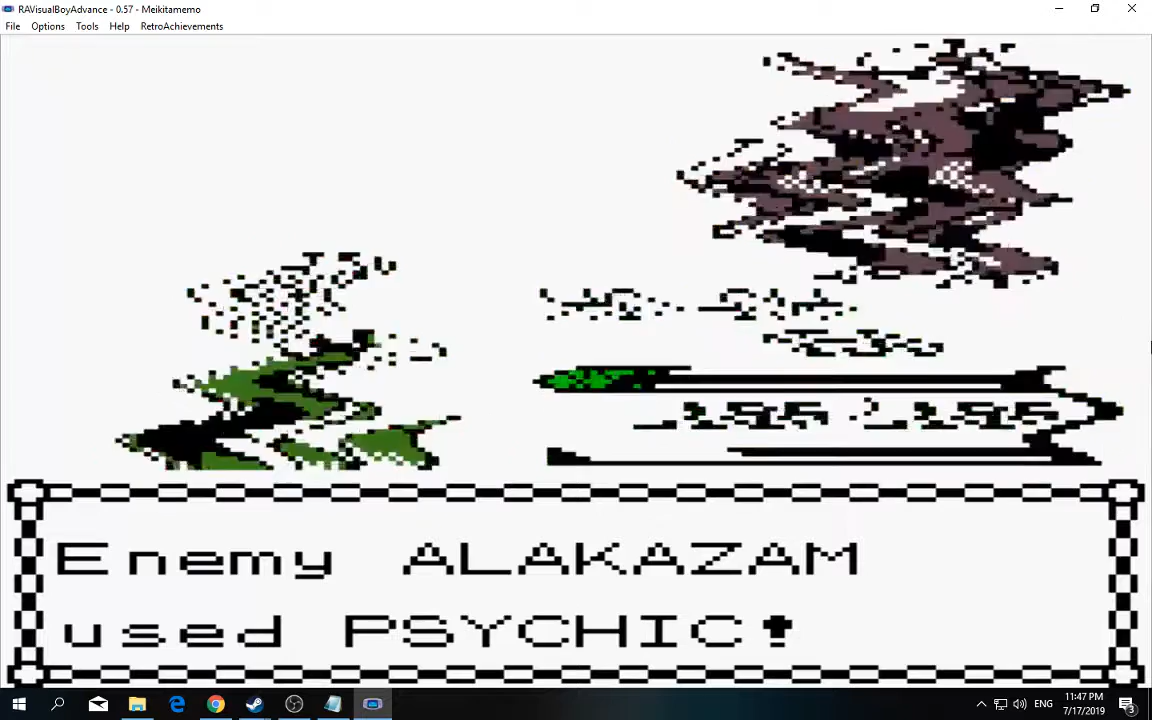 RAVisualBoyAdvance - 0.57 - Meikitamemo
File Options Tools Help RetroAchievements
Enemy ALAKAZAM
used PSYCHIC!
ENG
11:47 PM
7/17/2019
3